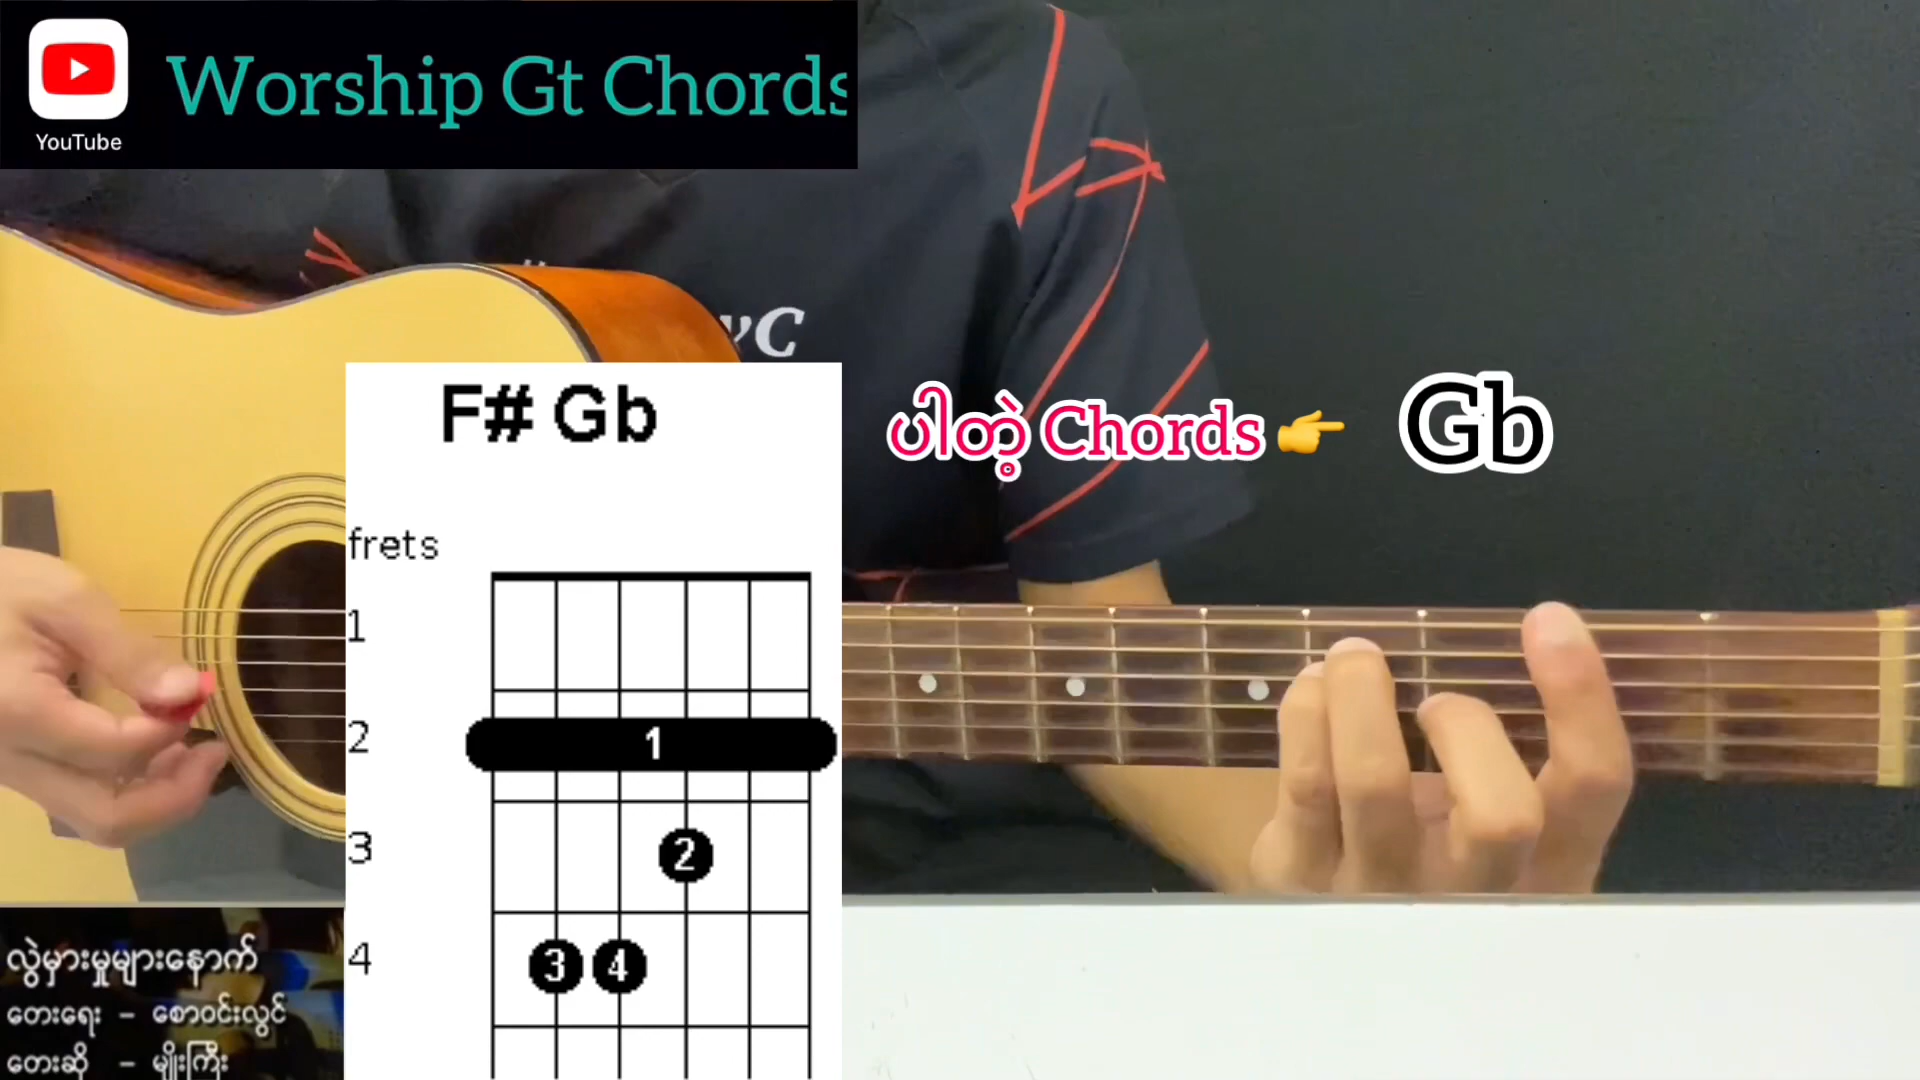 YouTube
Worship Gt Chords
F# Gb
frets
1
2
3
4
1
2
3 4
ပါတဲ့ Chords 👉 Gb
လွဲမှားမှုများနောက်
တေးရေး – စောဝင်းလွင်
တေးဆို – မျိုးကြီး